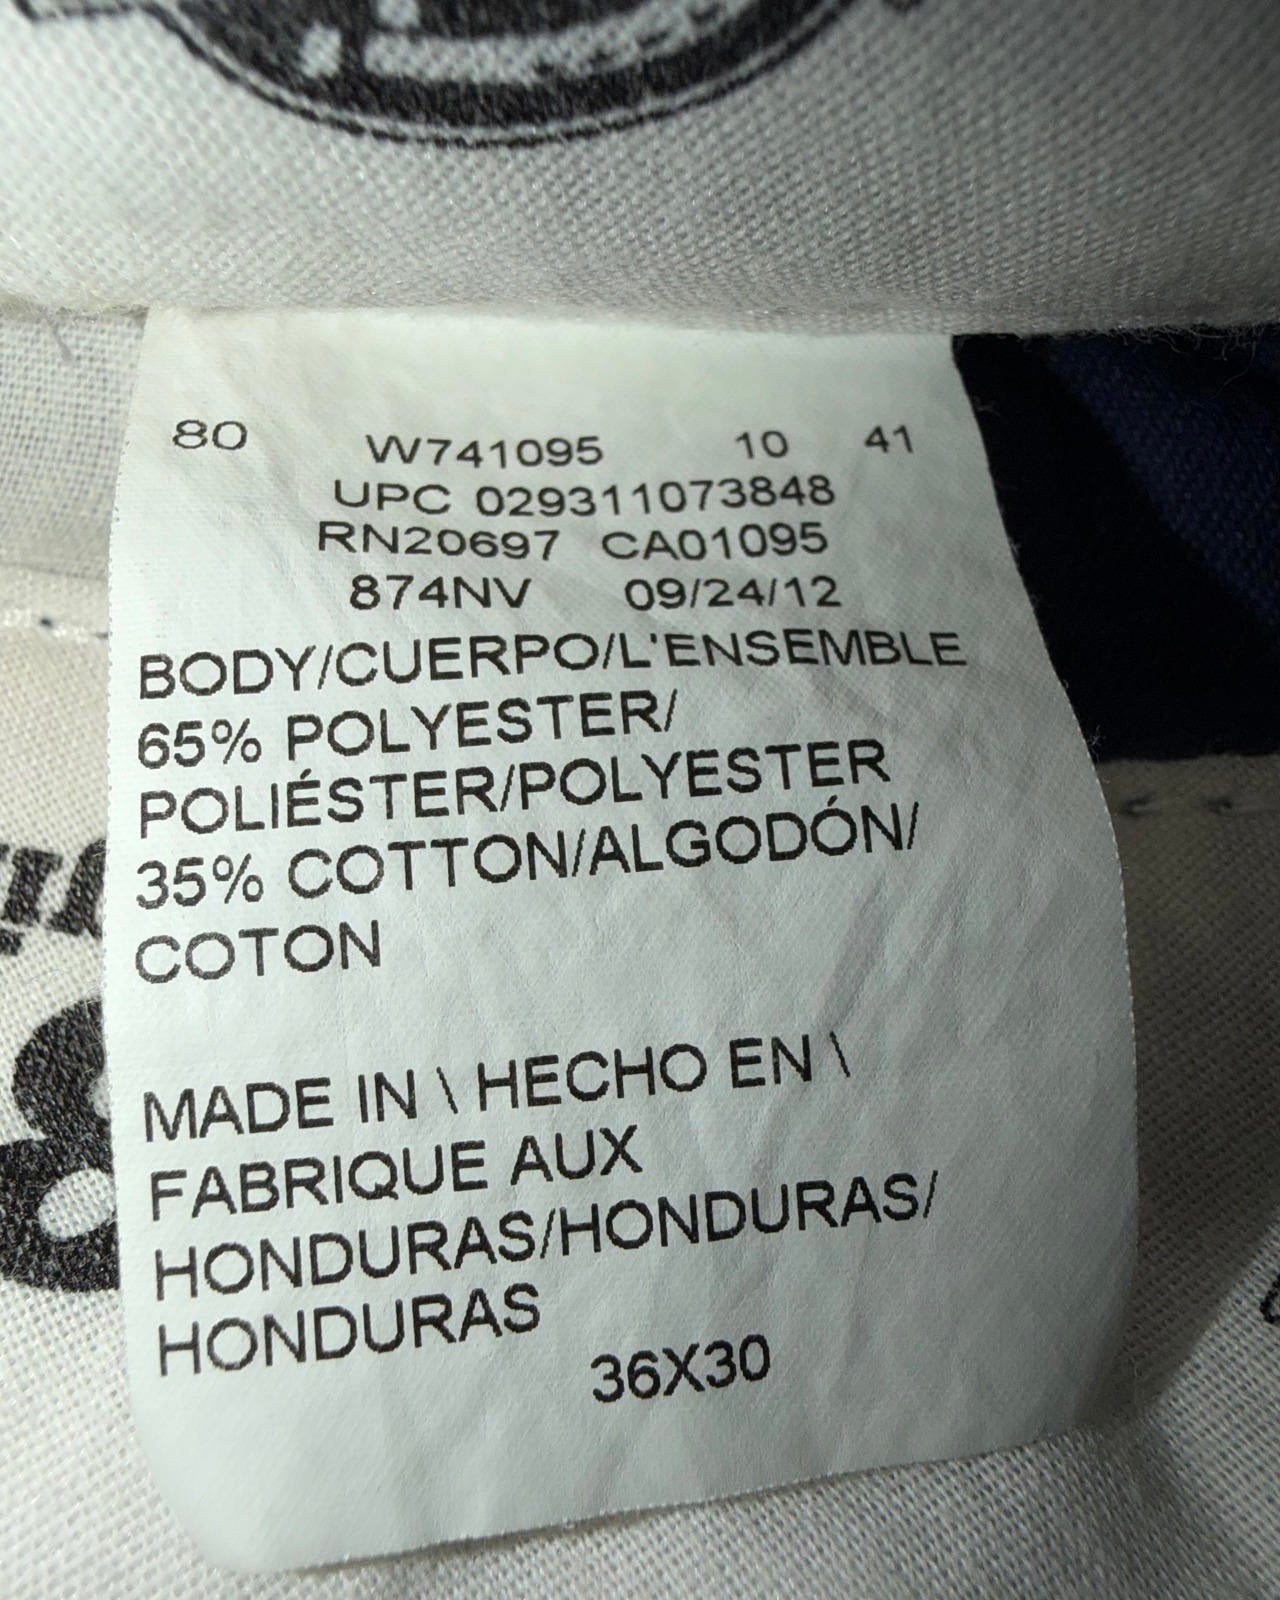 80 W741095 10 41
UPC 029311073848
RN20697 CA01095
874NV 09/24/12
BODY/CUERPO/L'ENSEMBLE
65% POLYESTER/
POLIÉSTER/POLYESTER
35% COTTON/ALGODÓN/
COTON
MADE IN \ HECHO EN \
FABRIQUE AUX
HONDURAS/HONDURAS/
HONDURAS
36X30